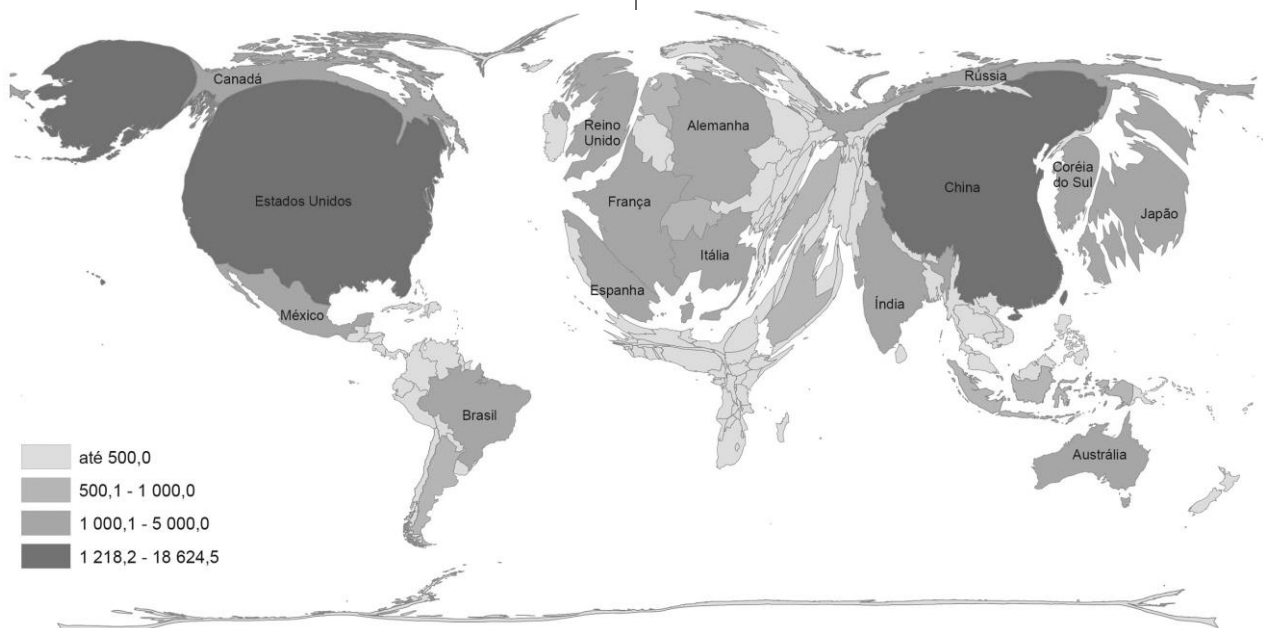 Canadá
Rússia
Reino
Unido
Alemanha
Coréia
do Sul
China
Estados Unidos
França
Japão
Itália
Espanha
Índia
México
Brasil
Austrália
até 500,0
500,1 - 1 000,0
1 000,1 - 5 000,0
1 218,2 - 18 624,5